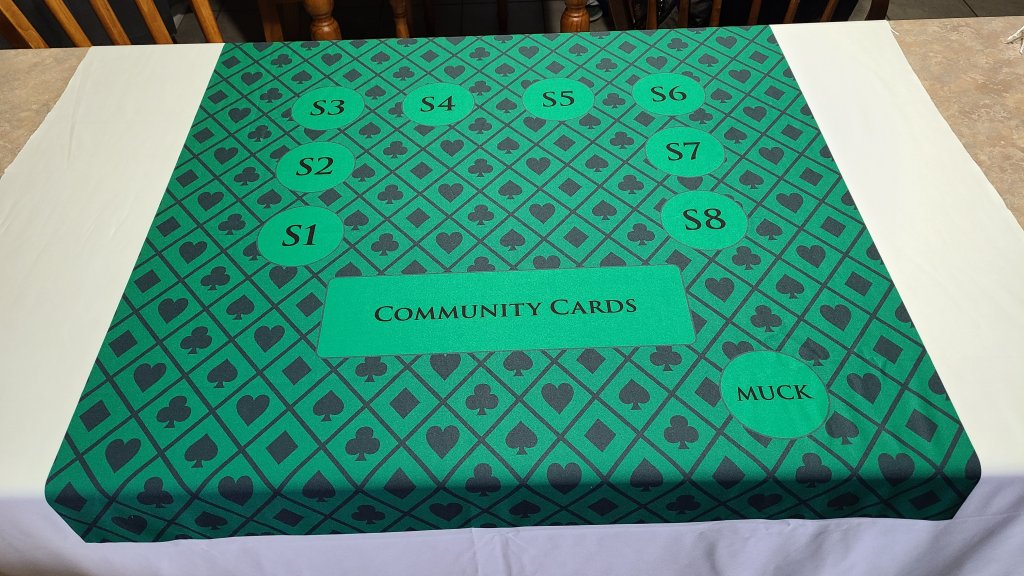 S3 S4 S5 S6
S2 S7
S1 S8
COMMUNITY CARDS
MUCK